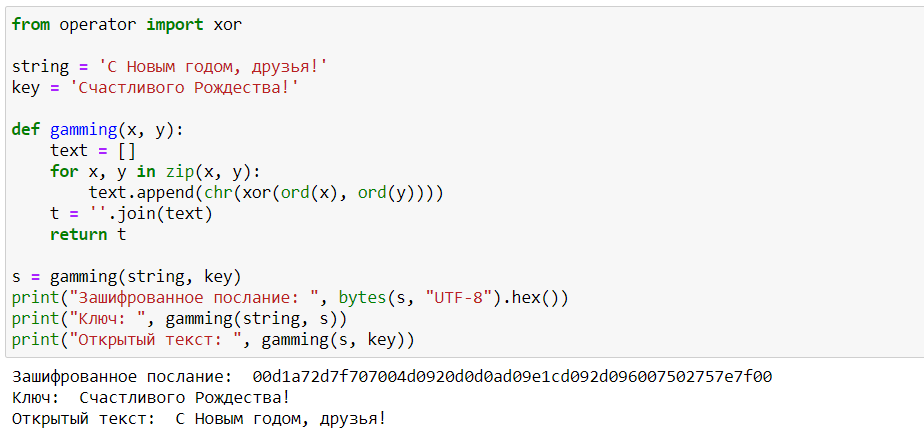 from operator import xor
string = 'С Новым годом, друзья!'
key = 'Счастливого Рождества!'
def gamming(x, y):
    text = []
    for x, y in zip(x, y):
        text.append(chr(xor(ord(x), ord(y))))
    t = ''.join(text)
    return t
s = gamming(string, key)
print("Зашифрованное послание: ", bytes(s, "UTF-8").hex())
print("Ключ: ", gamming(string, s))
print("Открытый текст: ", gamming(s, key))
Зашифрованное послание:  00d1a72d7f707004d0920d0d0ad09e1cd092d096007502757e7f00
Ключ:  Счастливого Рождества!
Открытый текст:  С Новым годом, друзья!